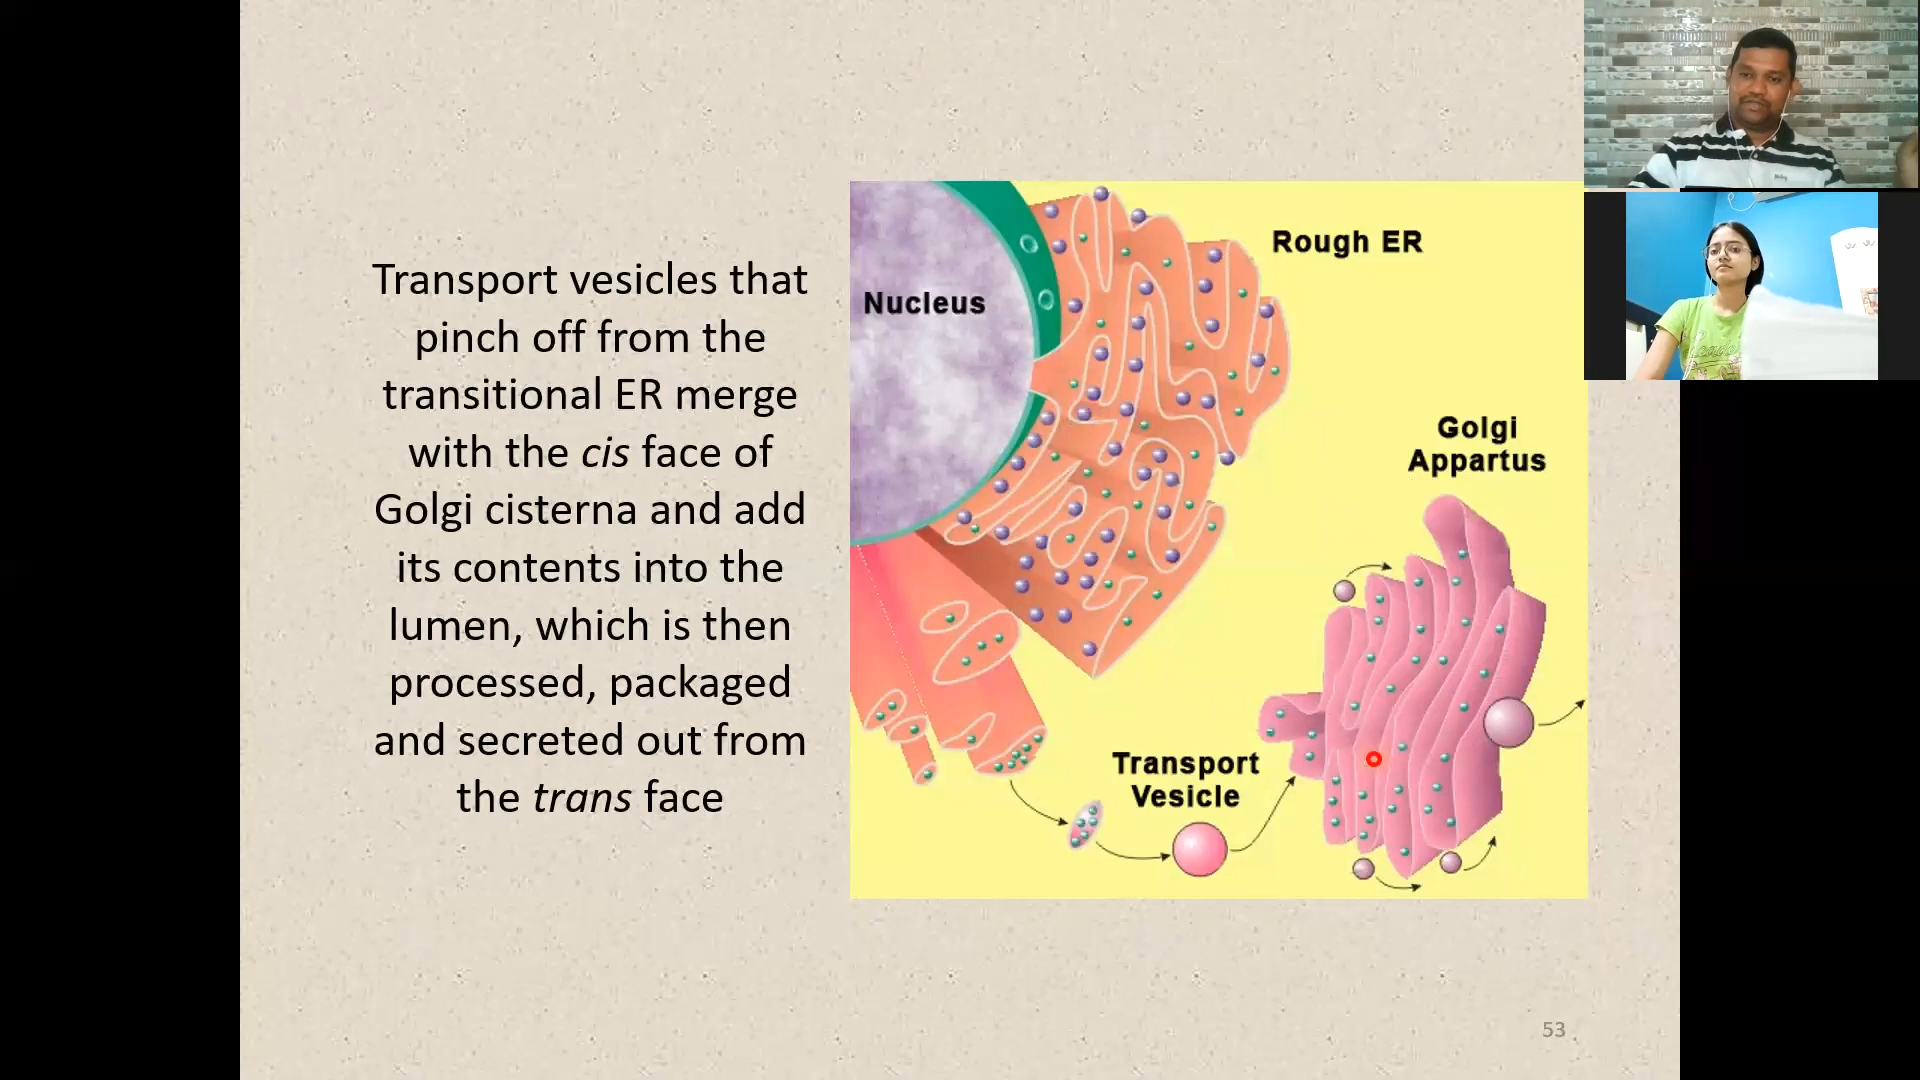 Transport vesicles that
pinch off from the
transitional ER merge
with the cis face of
Golgi cisterna and add
its contents into the
lumen, which is then
processed, packaged
and secreted out from
the trans face
Nucleus
Rough ER
Golgi
Appartus
Transport
Vesicle
53